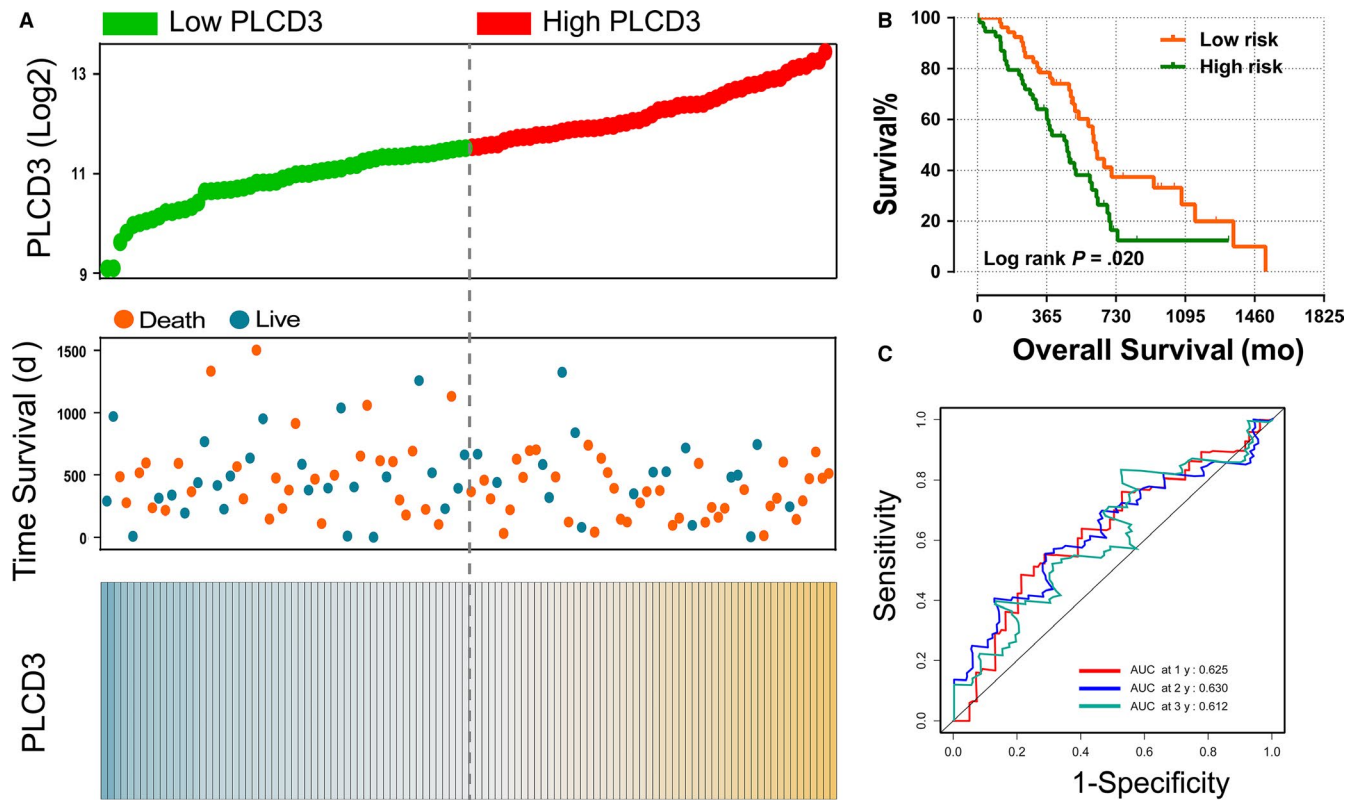 A
Low PLCD3
High PLCD3
PLCD3 (Log2)
13
11
9
Death
Live
Time Survival (d)
1500
1000
500
0
PLCD3
B
Survival%
100
80
60
40
20
0
Low risk
High risk
Log rank P = .020
0 365 730 1095 1460 1825
Overall Survival (mo)
C
Sensitivity
1.0
0.8
0.6
0.4
0.2
0.0
AUC at 1 y : 0.625
AUC at 2 y : 0.630
AUC at 3 y : 0.612
0.0 0.2 0.4 0.6 0.8 1.0
1-Specificity